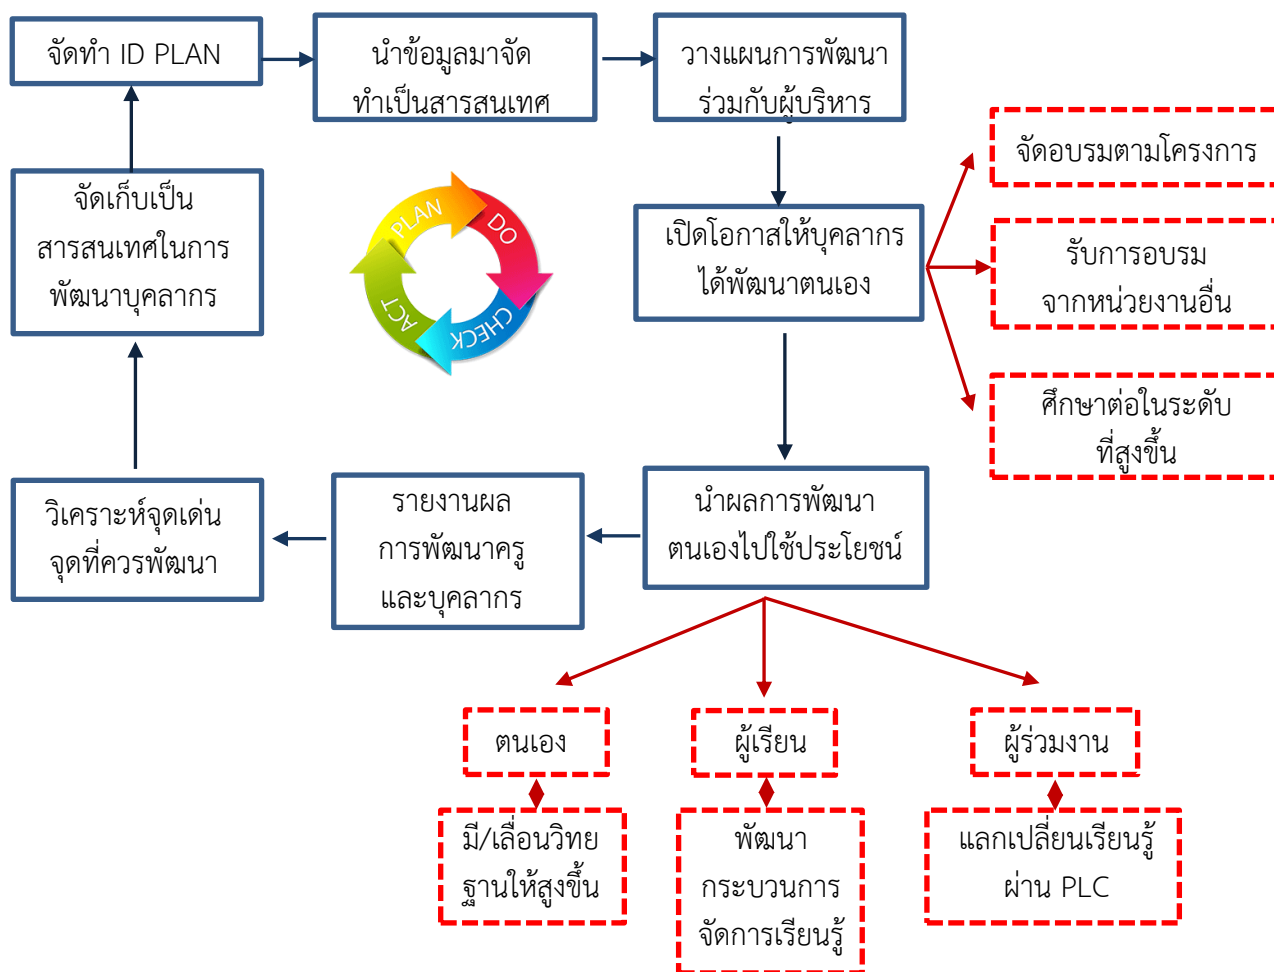 จัดทำ ID PLAN
นำข้อมูลมาจัด
ทำเป็นสารสนเทศ
วางแผนการพัฒนา
ร่วมกับผู้บริหาร
จัดอบรมตามโครงการ
จัดเก็บเป็น
สารสนเทศในการ
พัฒนาบุคลากร
PLAN
DO
CHECK
ACT
เปิดโอกาสให้บุคลากร
ได้พัฒนาตนเอง
รับการอบรม
จากหน่วยงานอื่น
ศึกษาต่อในระดับ
ที่สูงขึ้น
วิเคราะห์จุดเด่น
จุดที่ควรพัฒนา
รายงานผล
การพัฒนาครู
และบุคลากร
นำผลการพัฒนา
ตนเองไปใช้ประโยชน์
ตนเอง
ผู้เรียน
ผู้ร่วมงาน
มี/เลื่อนวิทย
ฐานให้สูงขึ้น
พัฒนา
กระบวนการ
จัดการเรียนรู้
แลกเปลี่ยนเรียนรู้
ผ่าน PLC